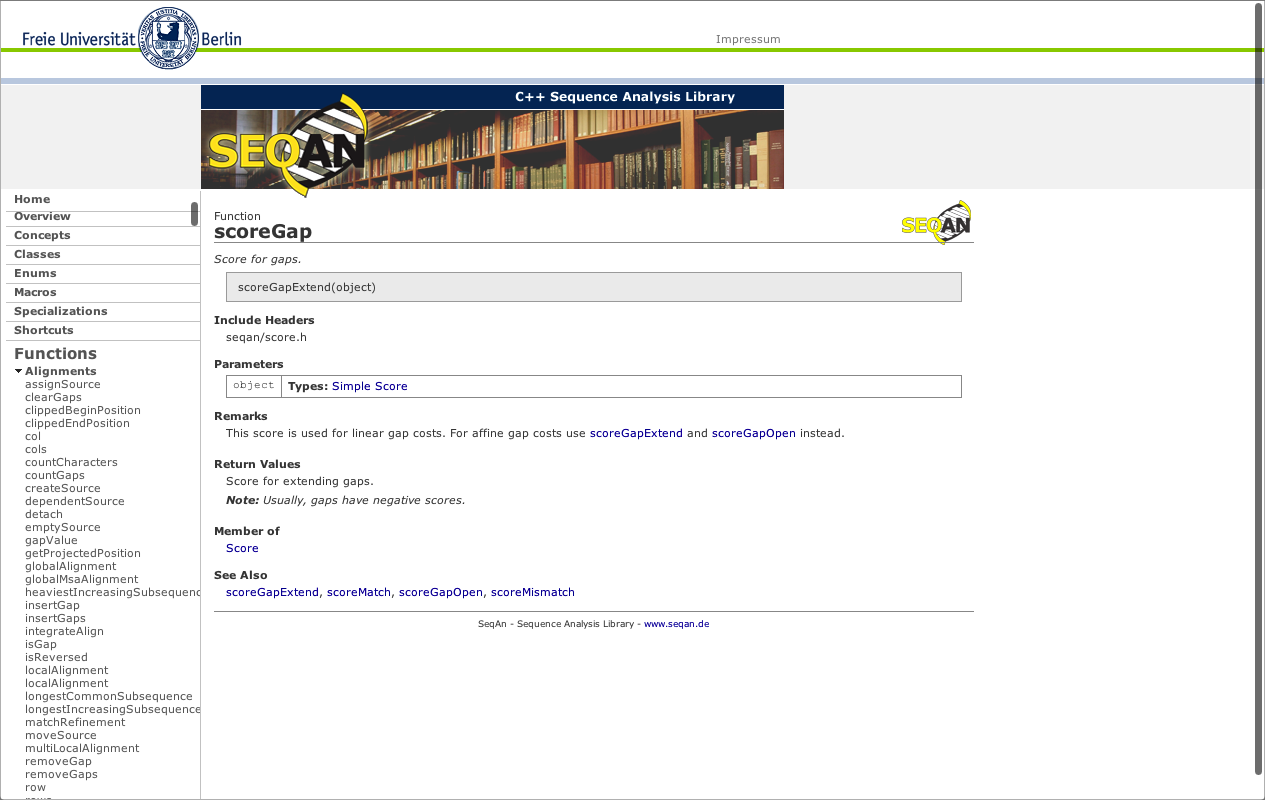 Freie Universität Berlin
Impressum
C++ Sequence Analysis Library
SEQAN
Home
Overview
Concepts
Classes
Enums
Macros
Specializations
Shortcuts
Functions
Alignments
assignSource
clearGaps
clippedBeginPosition
clippedEndPosition
col
cols
countCharacters
countGaps
createSource
dependentSource
detach
emptySource
gapValue
getProjectedPosition
globalAlignment
globalMsaAlignment
heaviestIncreasingSubsequenc
insertGap
insertGaps
integrateAlign
isGap
isReversed
localAlignment
localAlignment
longestCommonSubsequence
longestIncreasingSubsequence
matchRefinement
moveSource
multiLocalAlignment
removeGap
removeGaps
row
Function
scoreGap
SEQAN
Score for gaps.
scoreGapExtend(object)
Include Headers
seqan/score.h
Parameters
object Types: Simple Score
Remarks
This score is used for linear gap costs. For affine gap costs use scoreGapExtend and scoreGapOpen instead.
Return Values
Score for extending gaps.
Note: Usually, gaps have negative scores.
Member of
Score
See Also
scoreGapExtend, scoreMatch, scoreGapOpen, scoreMismatch
SeqAn - Sequence Analysis Library - www.seqan.de